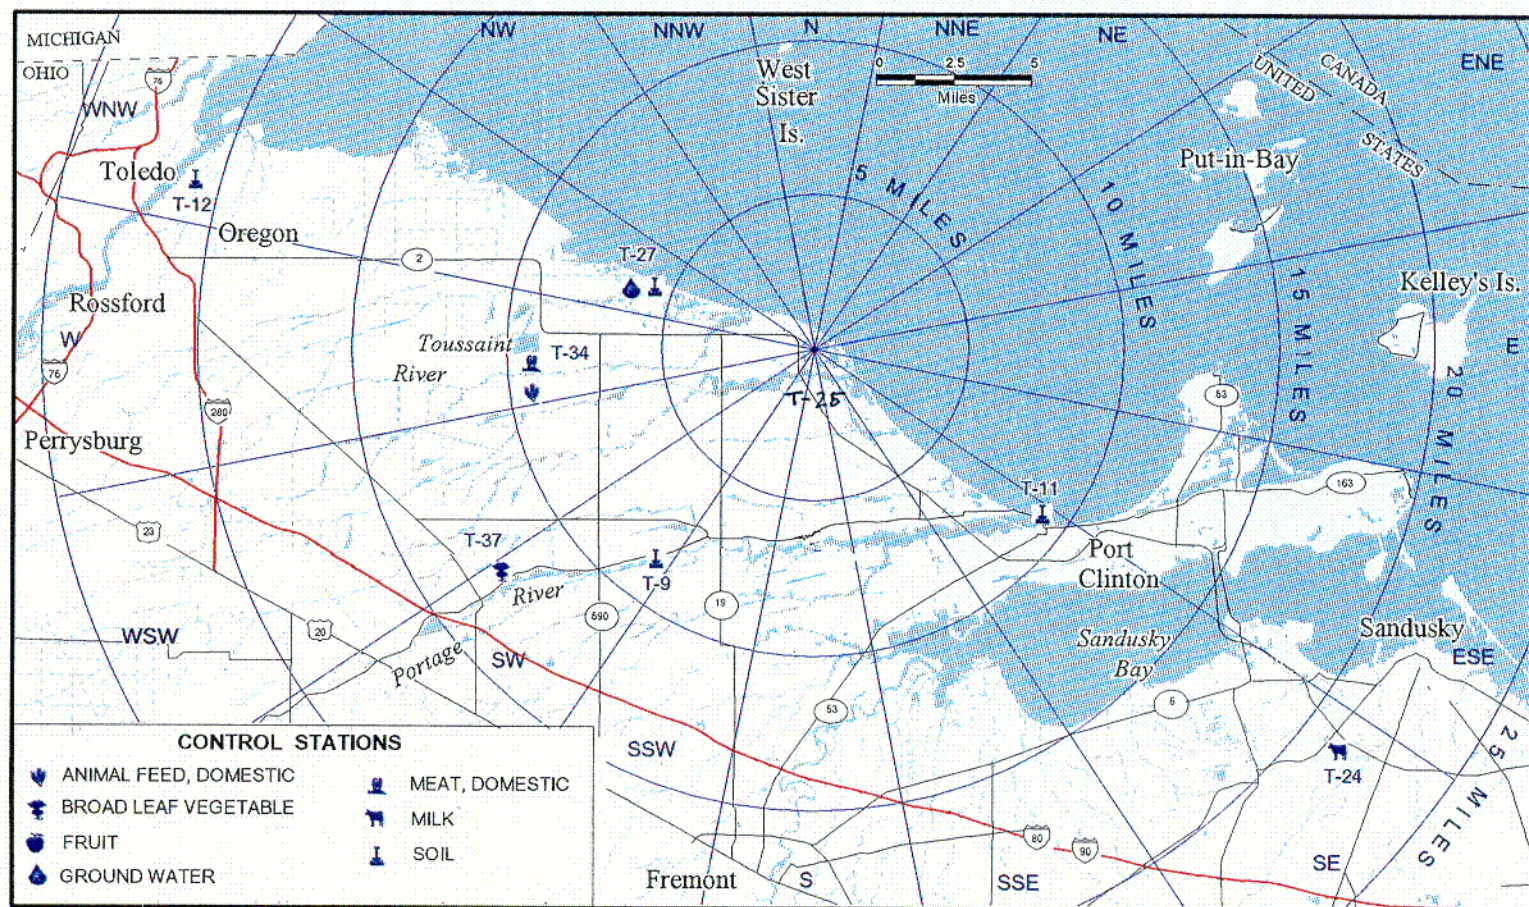 MICHIGAN
OHIO
NW
NNW
N
NNE
NE
ENE
75
WNW
West
Sister
Is.
0 2.5 5
Miles
CANADA
UNITED
STATES
Toledo
T-12
Oregon
5 MILES
10 MILES
Put-in-Bay
2
T-27
15 MILES
Kelley's Is.
Rossford
W
75
Toussaint
River
T-34
T-25
E
20 MILES
53
280
Perrysburg
163
T-11
23
T-37
Port
Clinton
River
T-9
590
19
20
WSW
SW
Portage
Sandusky
Bay
Sandusky
ESE
53
6
SSW
25 MILES
T-24
CONTROL STATIONS
ANIMAL FEED, DOMESTIC
BROAD LEAF VEGETABLE
FRUIT
GROUND WATER
MEAT, DOMESTIC
MILK
SOIL
80
90
Fremont
S
SSE
SE